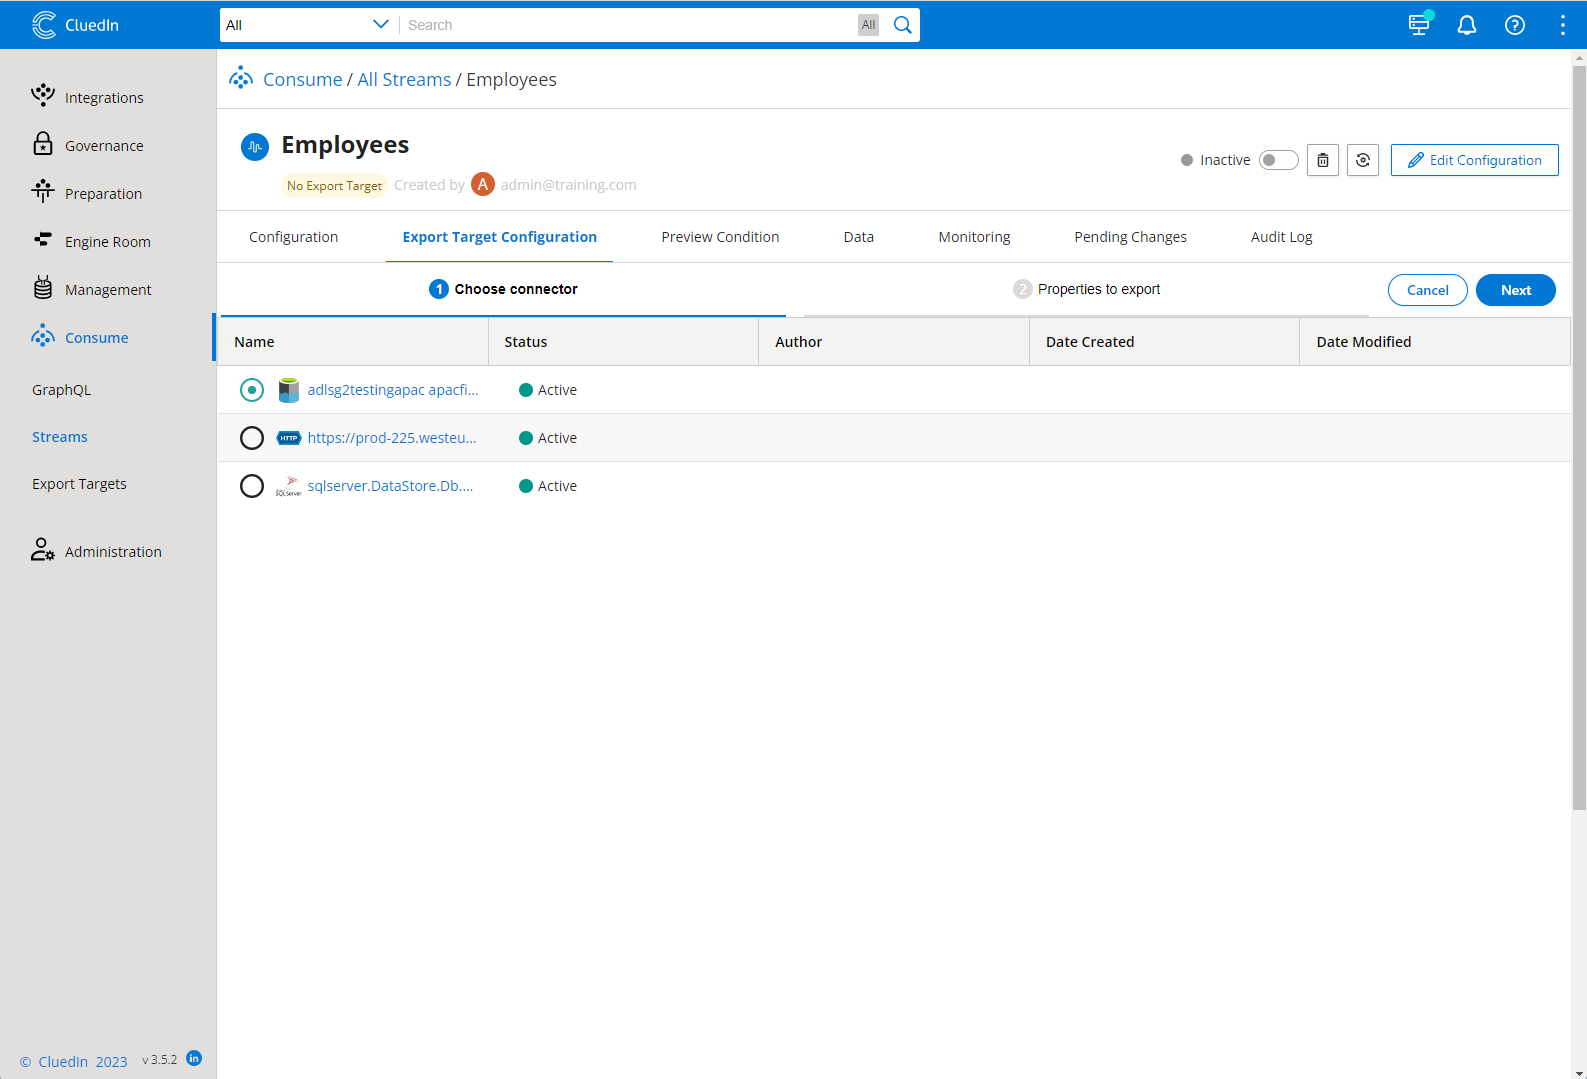 CluedIn
All
Search
All
Integrations
Governance
Preparation
Engine Room
Management
Consume
GraphQL
Streams
Export Targets
Administration
© CluedIn 2023 v 3.5.2 in
Consume / All Streams / Employees
Employees
No Export Target Created by A admin@training.com
Inactive
Edit Configuration
Configuration Export Target Configuration Preview Condition Data Monitoring Pending Changes Audit Log
1 Choose connector 2 Properties to export Cancel Next
Name Status Author Date Created Date Modified
adlsg2testingapac apacfi... Active
HTTP https://prod-225.westeu... Active
SQL Server sqlserver.DataStore.Db.... Active